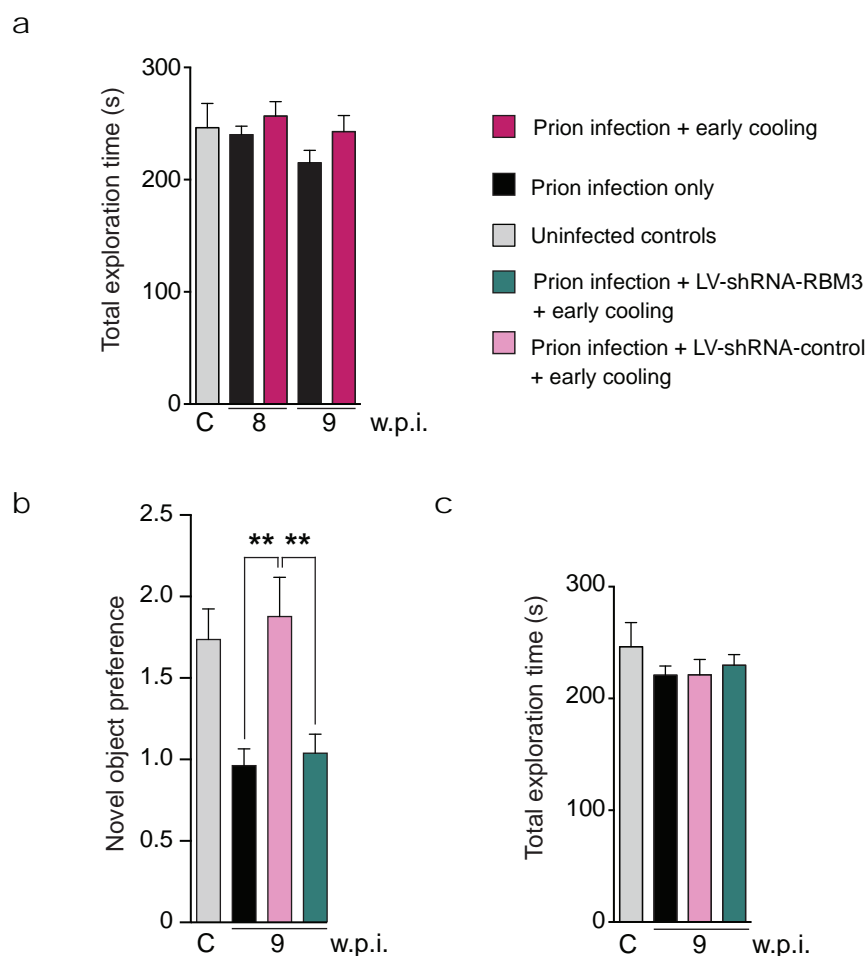 a
Total exploration time (s)
300
200
100
0
C
8
9
w.p.i.
Prion infection + early cooling
Prion infection only
Uninfected controls
Prion infection + LV-shRNA-RBM3
+ early cooling
Prion infection + LV-shRNA-control
+ early cooling
b
Novel object preference
2.5
2.0
1.5
1.0
0.5
0
** **
C
9
w.p.i.
c
Total exploration time (s)
300
200
100
0
C
9
w.p.i.